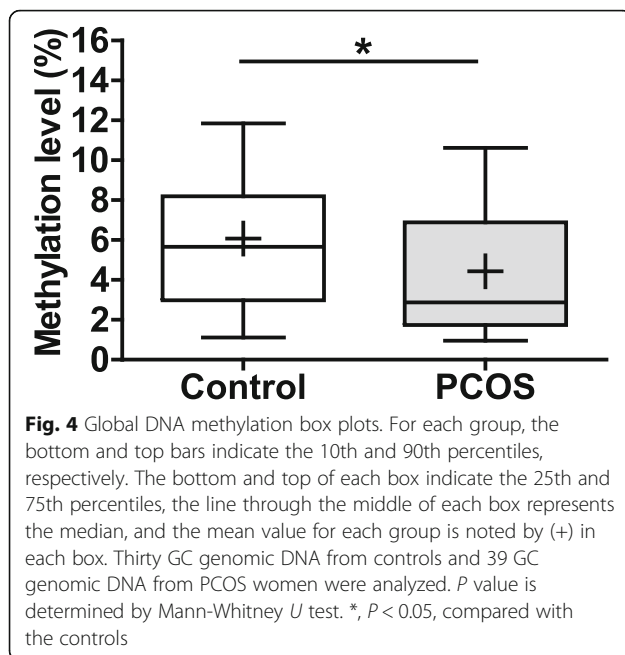 Methylation level (%)
16
14
12
10
8
6
4
2
0
*
Control PCOS
Fig. 4 Global DNA methylation box plots. For each group, the
bottom and top bars indicate the 10th and 90th percentiles,
respectively. The bottom and top of each box indicate the 25th and
75th percentiles, the line through the middle of each box represents
the median, and the mean value for each group is noted by (+) in
each box. Thirty GC genomic DNA from controls and 39 GC
genomic DNA from PCOS women were analyzed. P value is
determined by Mann-Whitney U test. *, P < 0.05, compared with
the controls